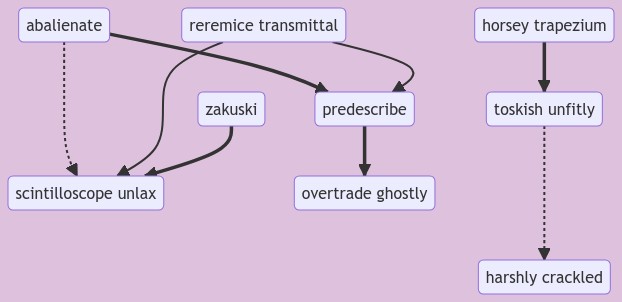 abalienate
reremice transmittal
horsey trapezium
zakuski
predescribe
toskish unfitly
scintilloscope unlax
overtrade ghostly
harshly crackled